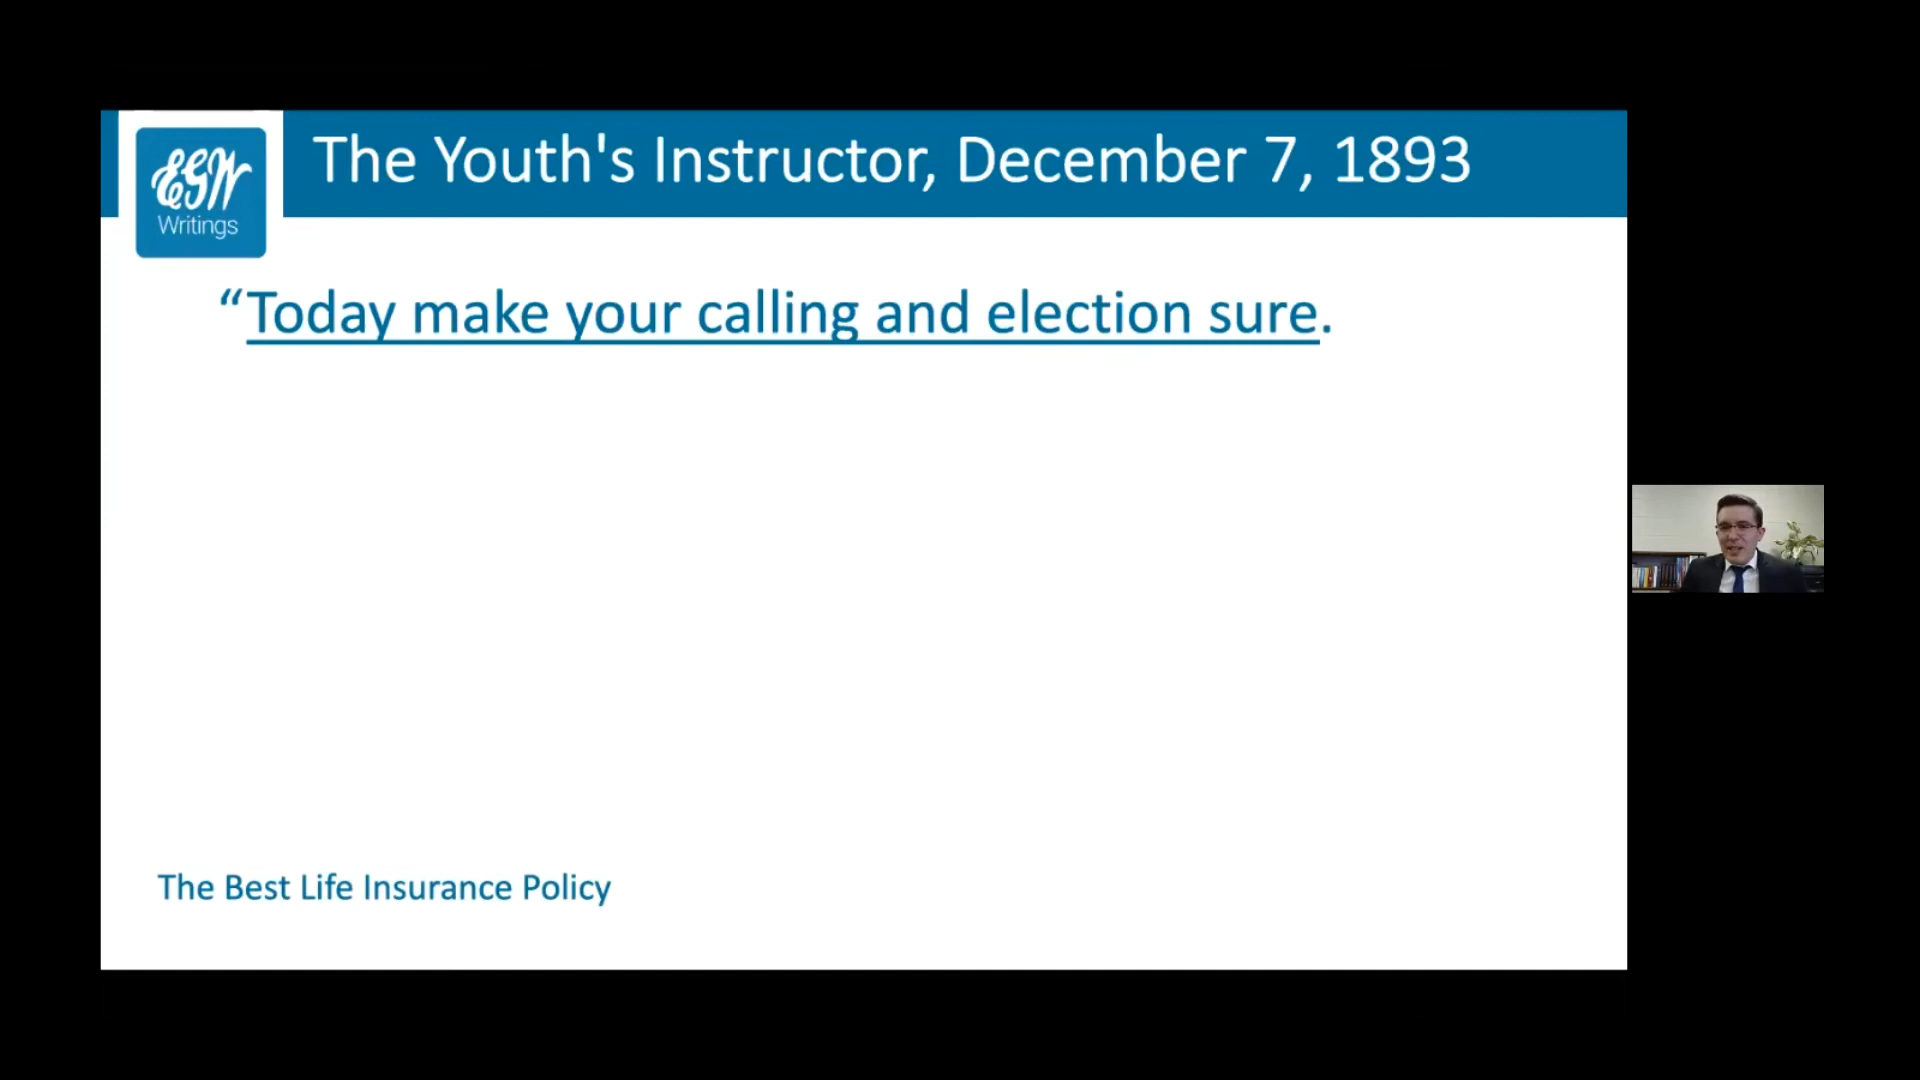 EGW
Writings
The Youth's Instructor, December 7, 1893
“Today make your calling and election sure.
The Best Life Insurance Policy